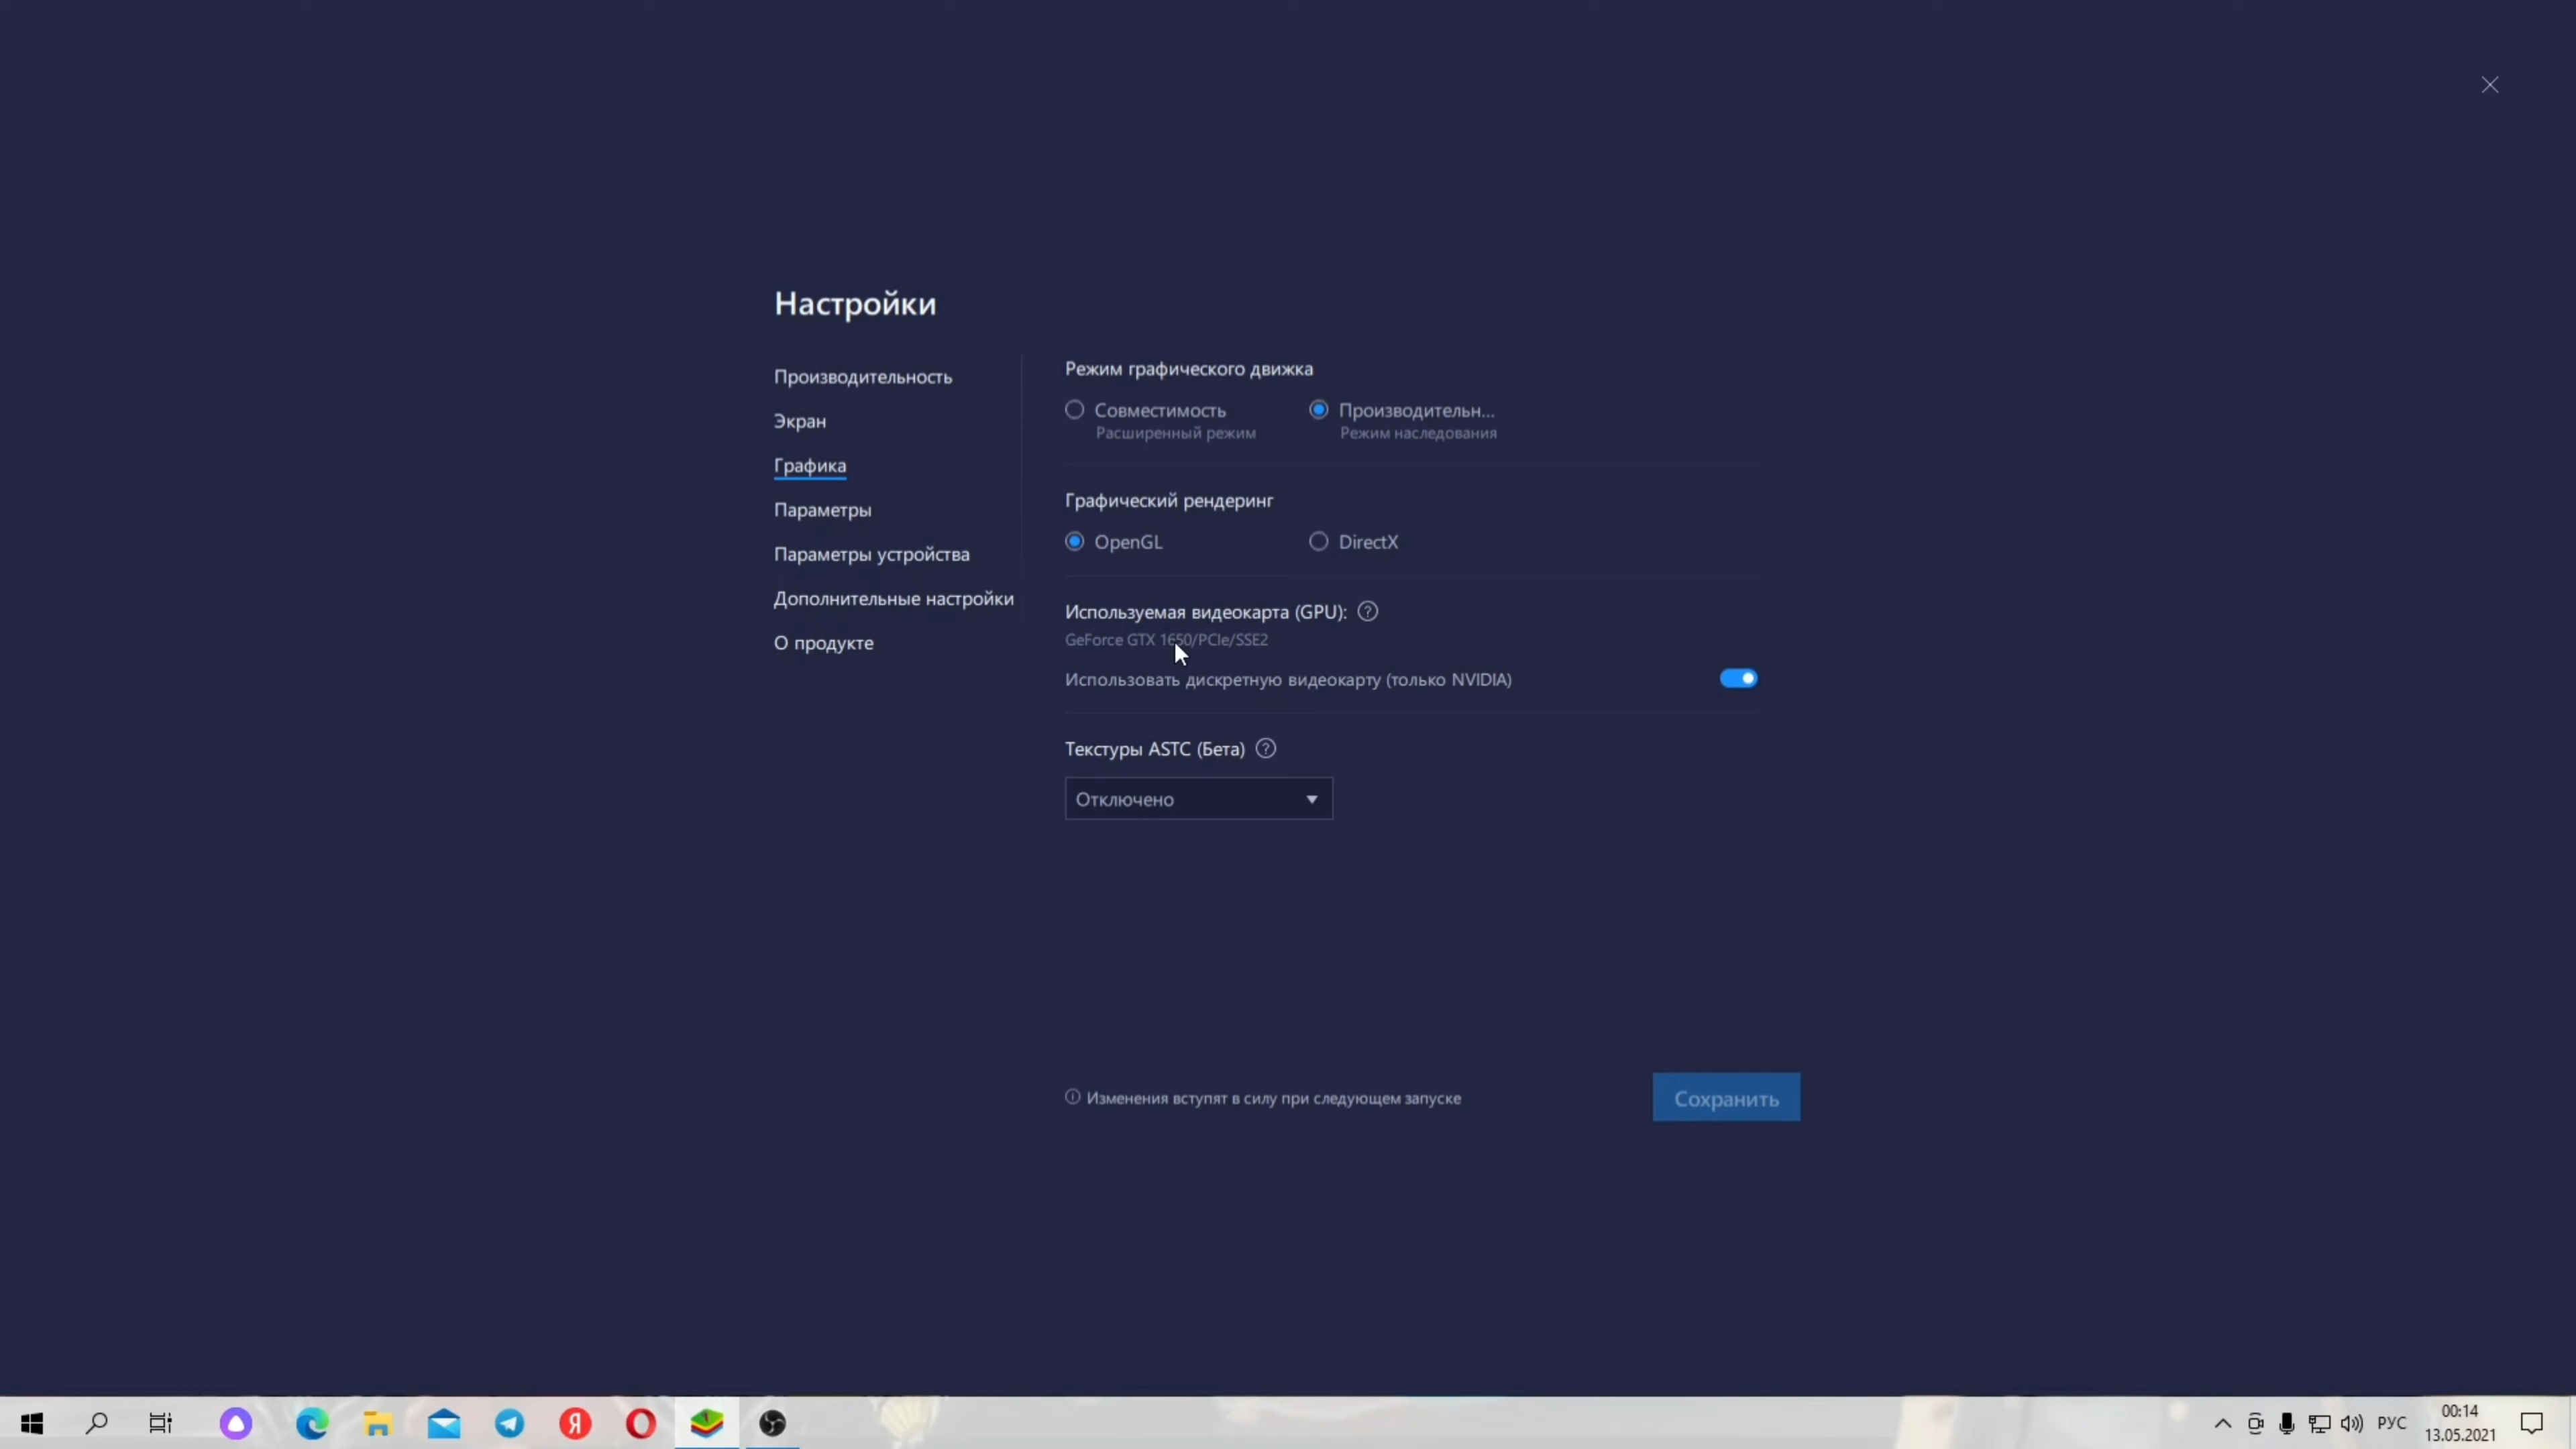 Настройки
Производительность
Экран
Графика
Параметры
Параметры устройства
Дополнительные настройки
О продукте
Режим графического движка
Совместимость
Расширенный режим
Производительн...
Режим наследования
Графический рендеринг
OpenGL
DirectX
Используемая видеокарта (GPU): ?
GeForce GTX 1650/PCIe/SSE2
Использовать дискретную видеокарту (только NVIDIA)
Текстуры ASTC (Бета) ?
Отключено
Изменения вступят в силу при следующем запуске
Сохранить
Я
РУС
00:14
13.05.2021